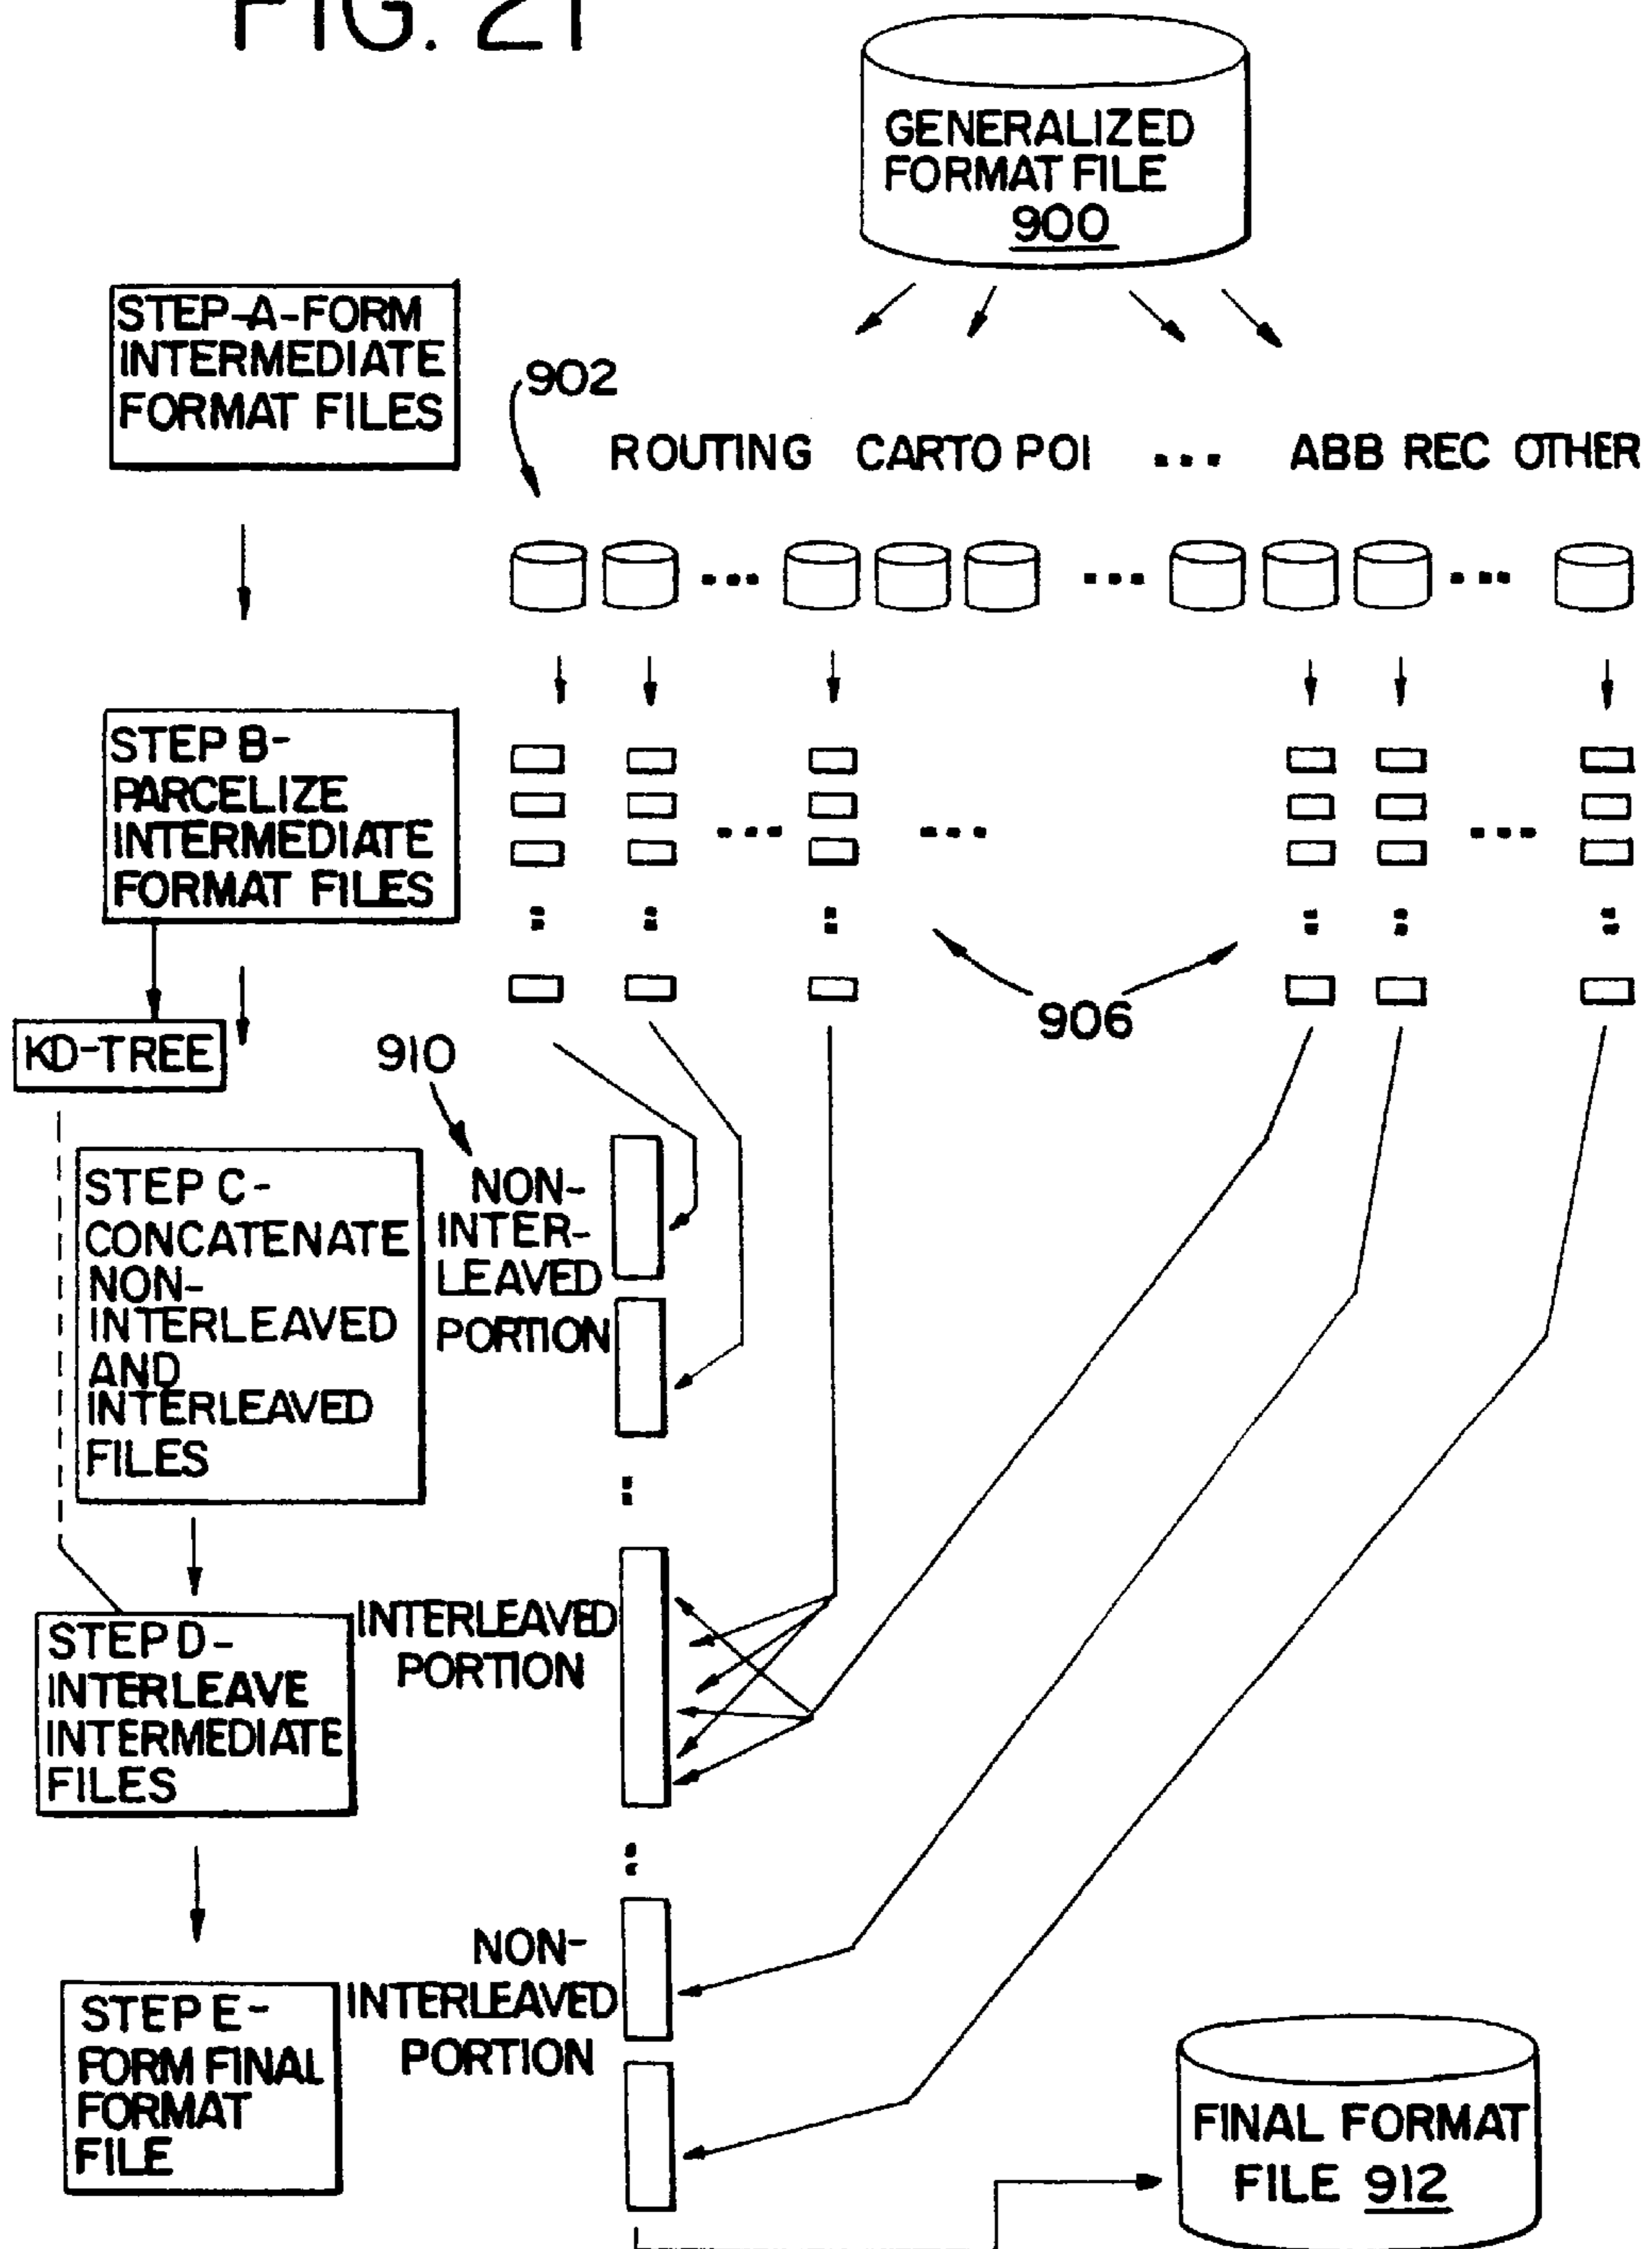 FIG. 21
GENERALIZED
FORMAT FILE
900
STEP-A-FORM
INTERMEDIATE
FORMAT FILES
902
ROUTING CARTO POI ... ABB REC OTHER
... ... ...
STEP B-
PARCELIZE
INTERMEDIATE
FORMAT FILES
... ... ...
906
KD-TREE
910
STEP C-
CONCATENATE
NON-
INTERLEAVED
AND
INTERLEAVED
FILES
NON-
INTER-
LEAVED
PORTION
STEP D-
INTERLEAVE
INTERMEDIATE
FILES
INTERLEAVED
PORTION
NON-
INTERLEAVED
PORTION
STEP E-
FORM FINAL
FORMAT
FILE
FINAL FORMAT
FILE 912